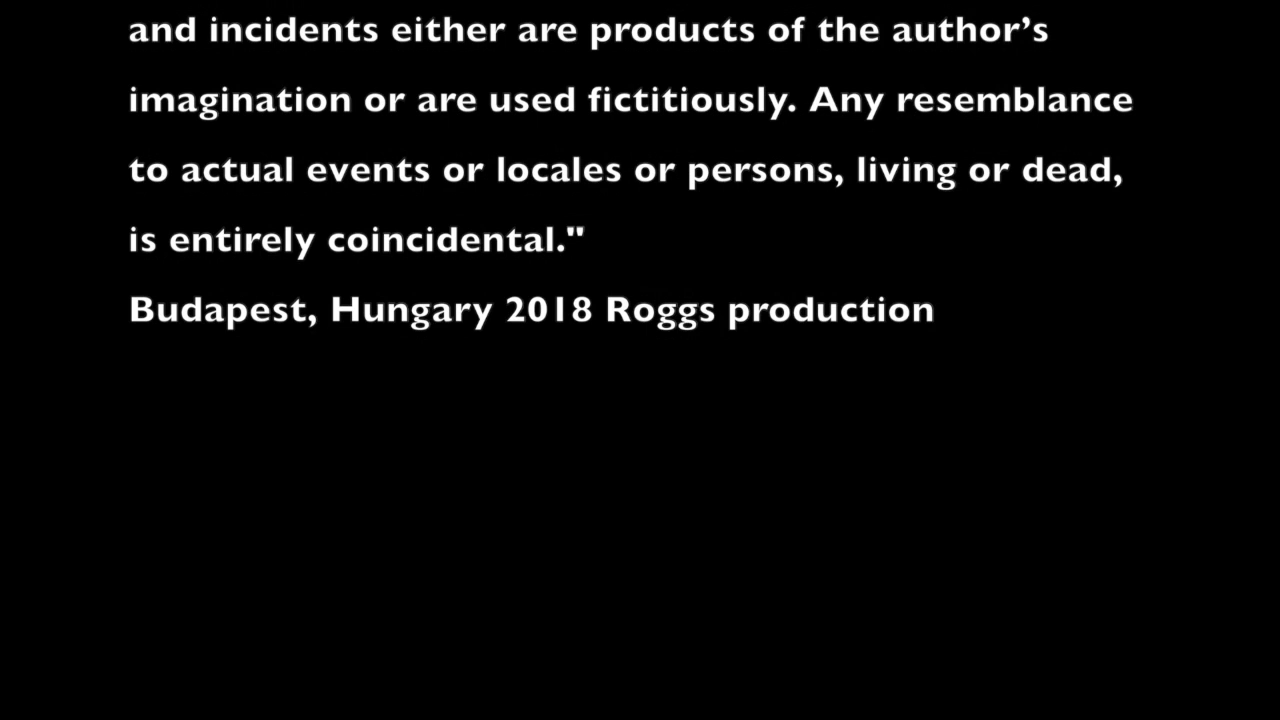 and incidents either are products of the author’s
imagination or are used fictitiously. Any resemblance
to actual events or locales or persons, living or dead,
is entirely coincidental."
Budapest, Hungary 2018 Roggs production